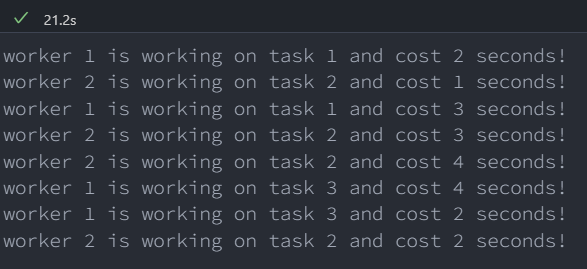 21.2s
worker 1 is working on task 1 and cost 2 seconds!
worker 2 is working on task 2 and cost 1 seconds!
worker 1 is working on task 1 and cost 3 seconds!
worker 2 is working on task 2 and cost 3 seconds!
worker 2 is working on task 2 and cost 4 seconds!
worker 1 is working on task 3 and cost 4 seconds!
worker 1 is working on task 3 and cost 2 seconds!
worker 2 is working on task 2 and cost 2 seconds!